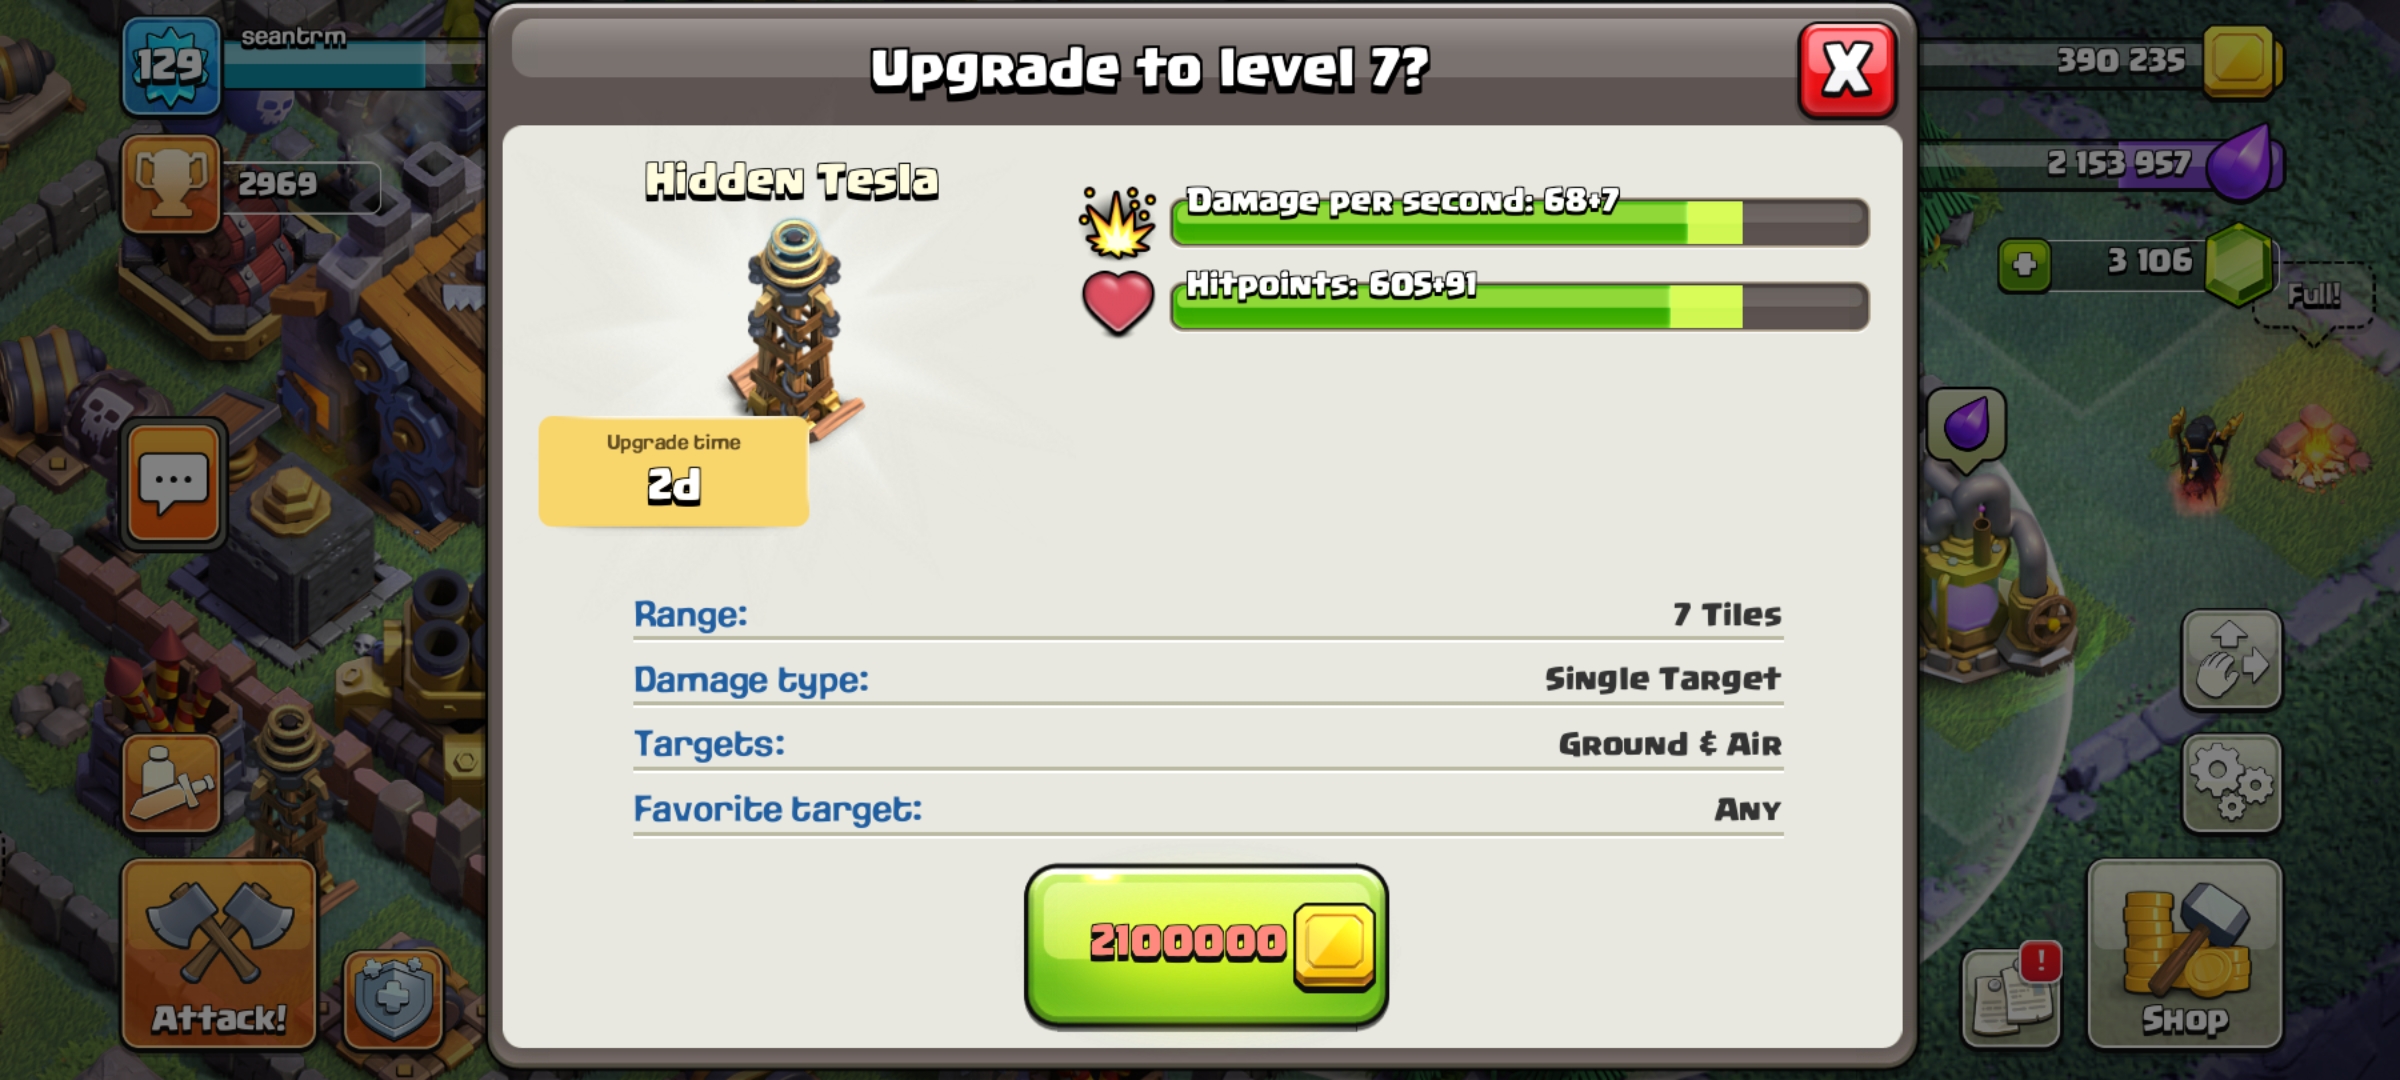 129
seantrm
2969
Upgrade to level 7?
X
390 235
2 153 957
3 106
Full!
Hidden Tesla
Damage per second: 68+7
Hitpoints: 605+91
Upgrade time
2d
Range: 7 Tiles
Damage type: Single Target
Targets: Ground & Air
Favorite target: Any
2100000
Attack!
!
Shop